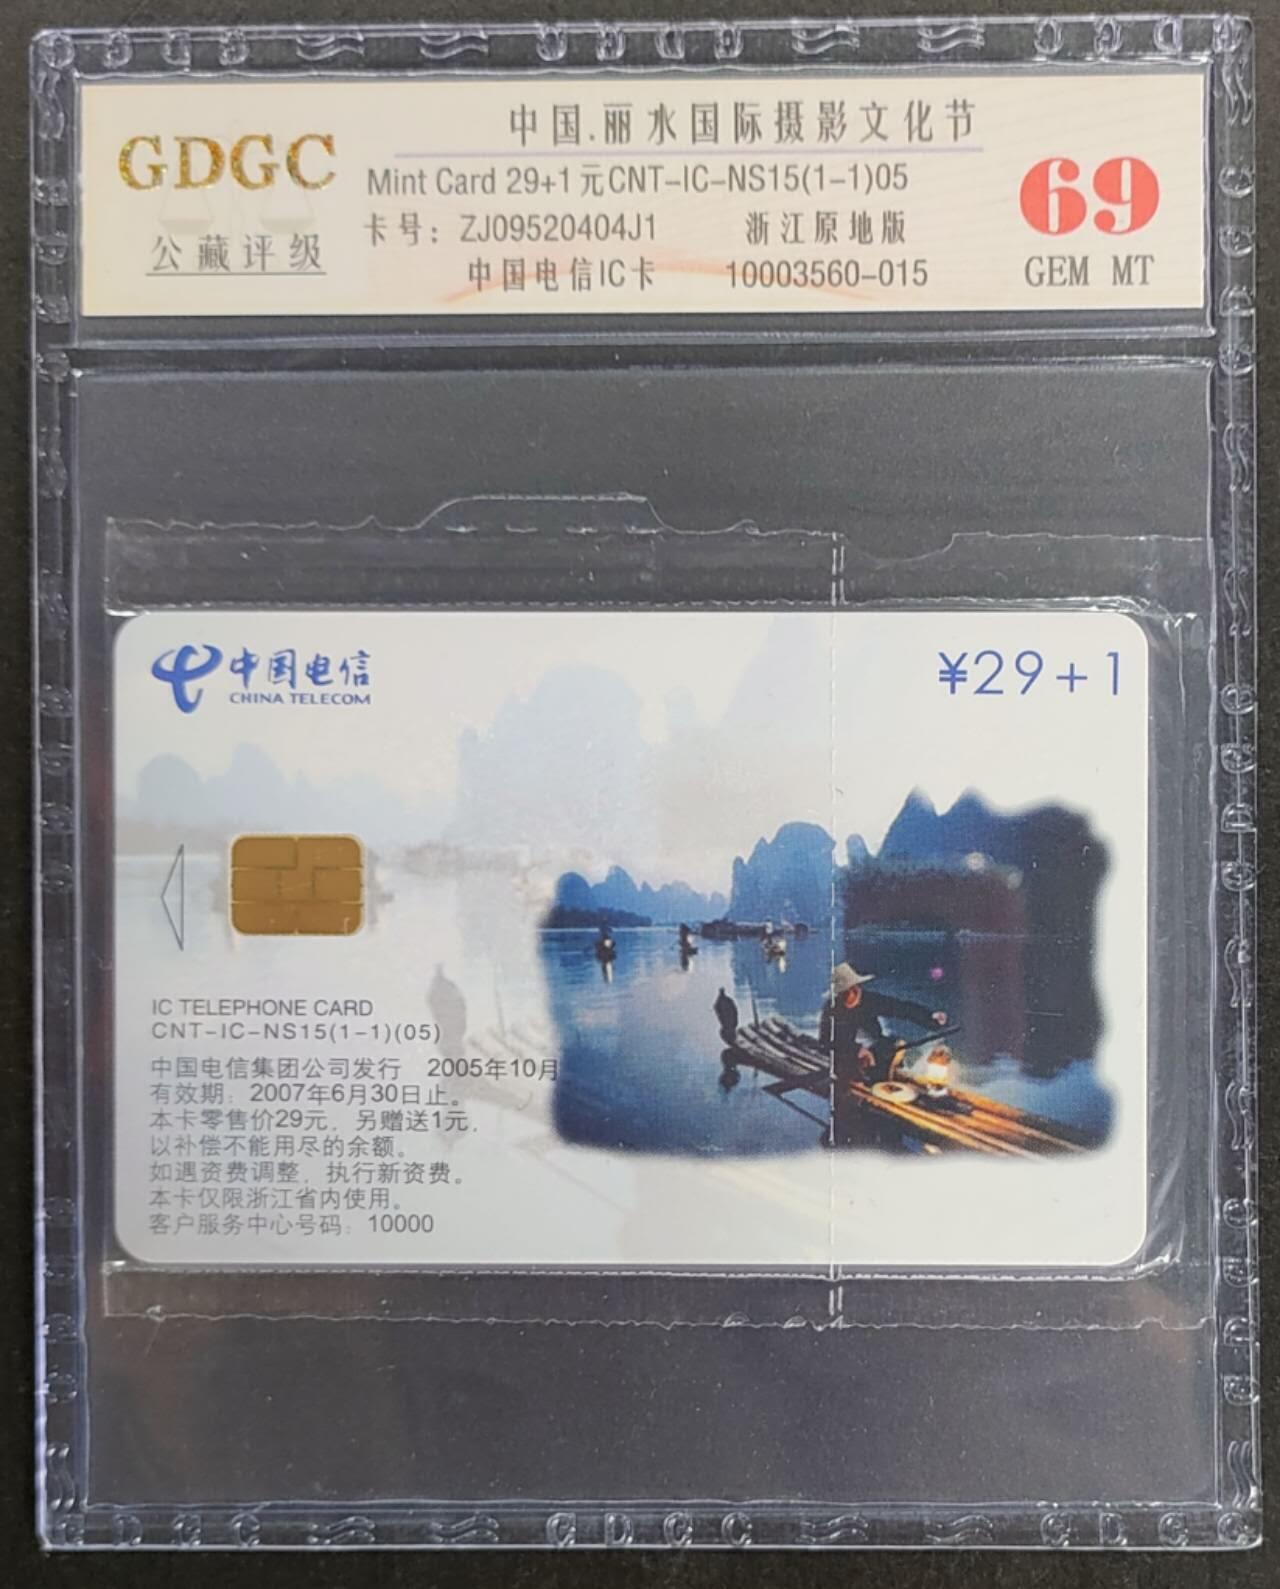 GDGC
公藏评级
中国.丽水国际摄影文化节
Mint Card 29+1元CNT-IC-NS15(1-1)05
卡号：ZJ09520404J1 浙江原地版
中国电信IC卡 10003560-015
69
GEM MT
中国电信
CHINA TELECOM
¥29+1
IC TELEPHONE CARD
CNT-IC-NS15(1-1)(05)
中国电信集团公司发行 2005年10月
有效期：2007年6月30日止。
本卡零售价29元，另赠送1元，
以补偿不能用尽的余额。
如遇资费调整，执行新资费。
本卡仅限浙江省内使用。
客户服务中心号码：10000